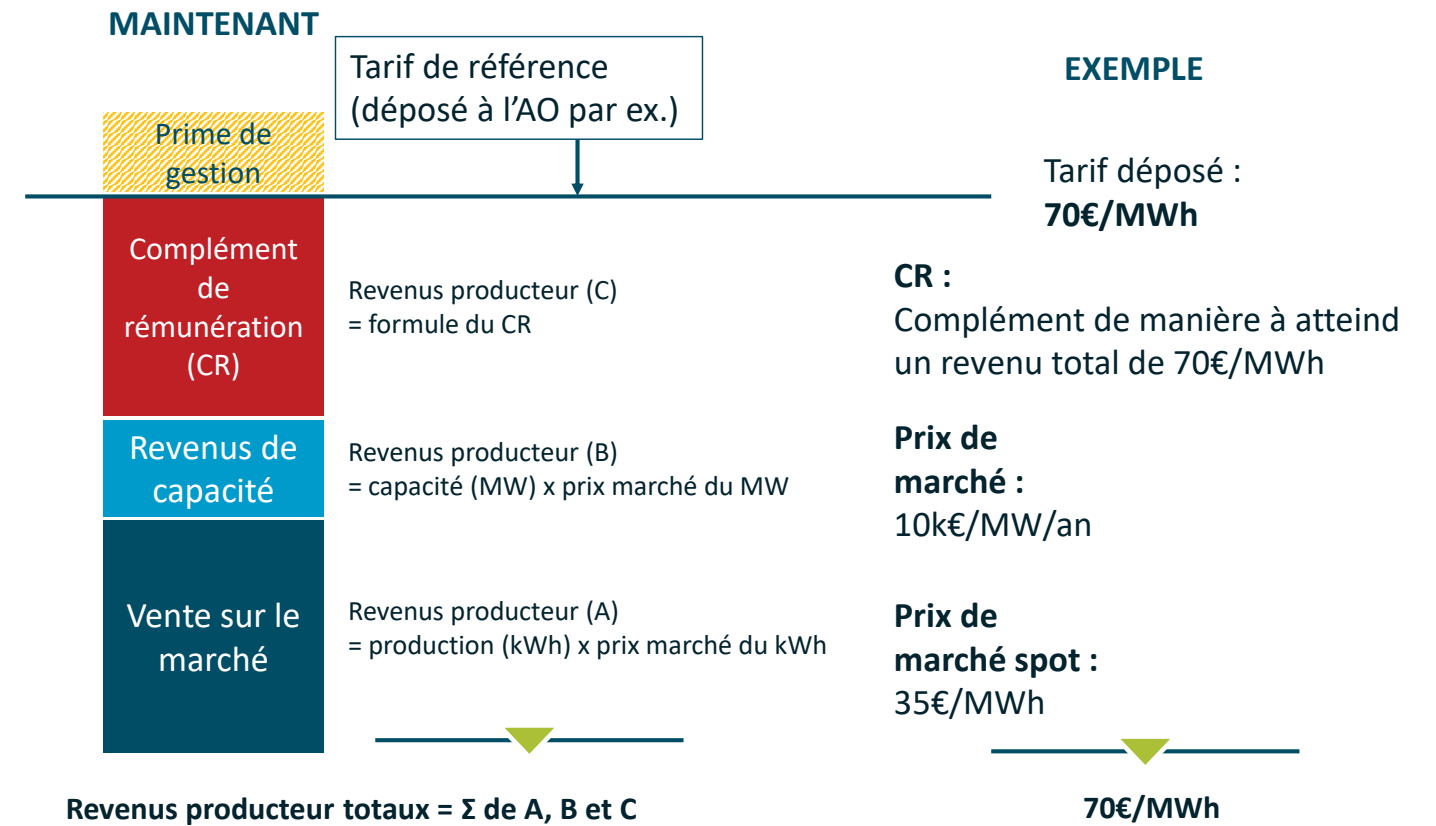 MAINTENANT
Tarif de référence
(déposé à l'AO par ex.)
EXEMPLE
Prime de
gestion
Tarif déposé :
70€/MWh
Complément
de
rémunération
(CR)
Revenus producteur (C)
= formule du CR
CR :
Complément de manière à atteind
un revenu total de 70€/MWh
Revenus de
capacité
Revenus producteur (B)
= capacité (MW) x prix marché du MW
Prix de
marché :
10k€/MW/an
Vente sur le
marché
Revenus producteur (A)
= production (kWh) x prix marché du kWh
Prix de
marché spot :
35€/MWh
Revenus producteur totaux = Σ de A, B et C
70€/MWh